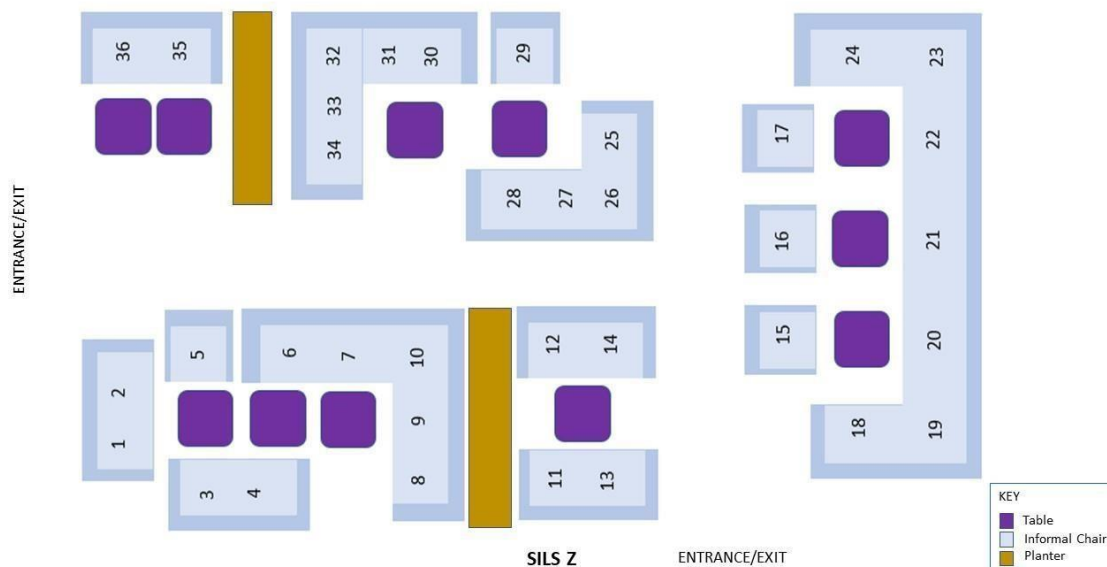 36 35 32 31 30 29 24 23
33
34
25
17 22
28 27 26
16 21
ENTRANCE/EXIT
15 20
5 6 7 10 12 14
2
1 9 18 19
3 4 8 11 13
SILS Z ENTRANCE/EXIT
KEY
Table
Informal Chair
Planter